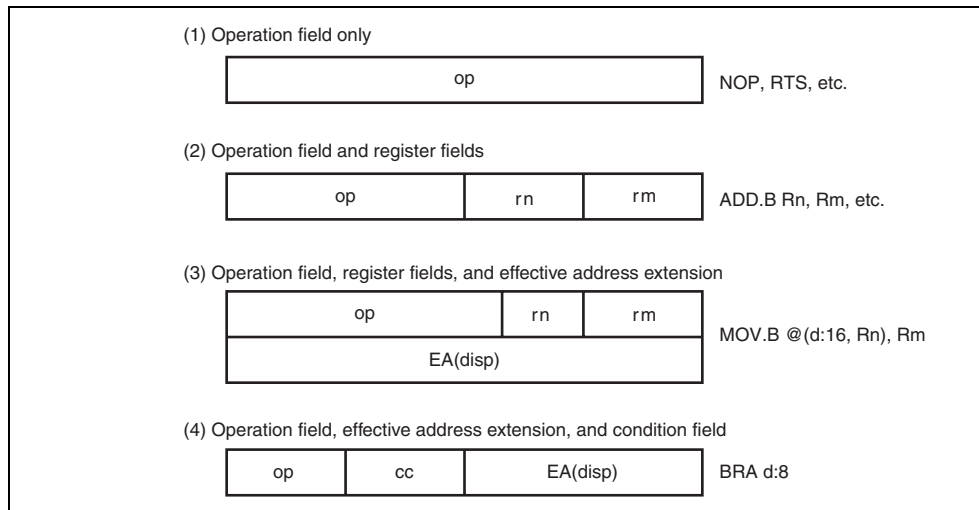 (1) Operation field only
op
NOP, RTS, etc.
(2) Operation field and register fields
op rn rm
ADD.B Rn, Rm, etc.
(3) Operation field, register fields, and effective address extension
op rn rm
EA(disp)
MOV.B @(d:16, Rn), Rm
(4) Operation field, effective address extension, and condition field
op cc EA(disp)
BRA d:8